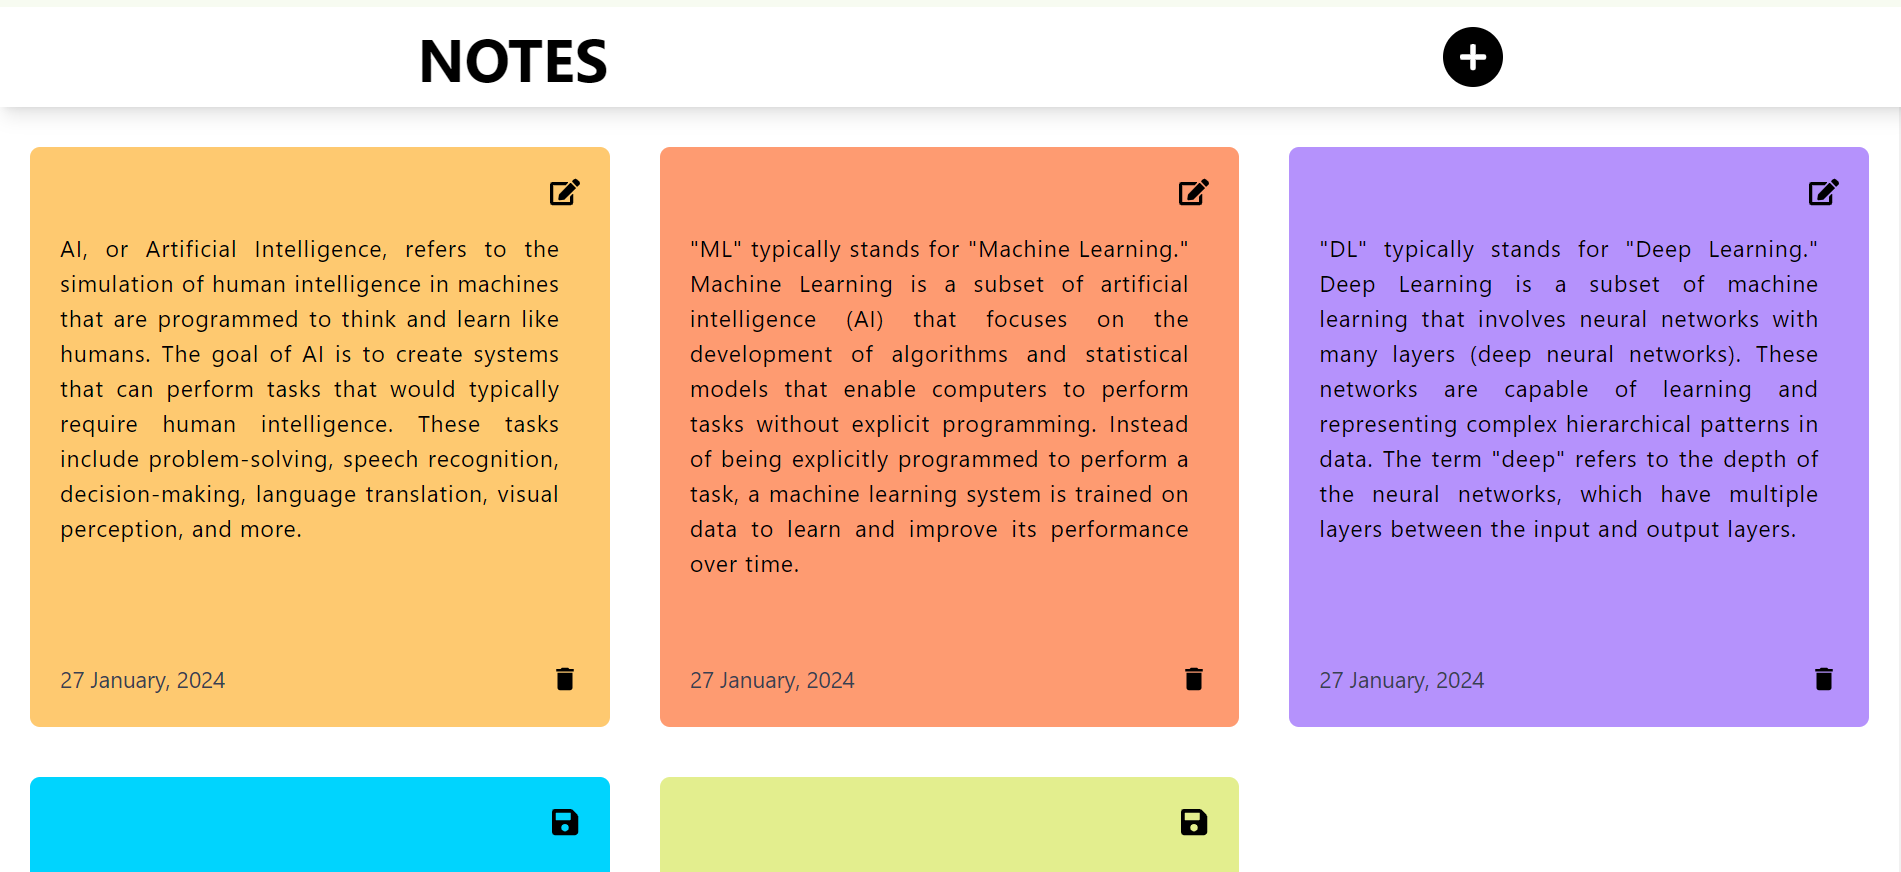 NOTES
AI, or Artificial Intelligence, refers to the
simulation of human intelligence in machines
that are programmed to think and learn like
humans. The goal of AI is to create systems
that can perform tasks that would typically
require human intelligence. These tasks
include problem-solving, speech recognition,
decision-making, language translation, visual
perception, and more.
27 January, 2024
"ML" typically stands for "Machine Learning."
Machine Learning is a subset of artificial
intelligence (AI) that focuses on the
development of algorithms and statistical
models that enable computers to perform
tasks without explicit programming. Instead
of being explicitly programmed to perform a
task, a machine learning system is trained on
data to learn and improve its performance
over time.
27 January, 2024
"DL" typically stands for "Deep Learning."
Deep Learning is a subset of machine
learning that involves neural networks with
many layers (deep neural networks). These
networks are capable of learning and
representing complex hierarchical patterns in
data. The term "deep" refers to the depth of
the neural networks, which have multiple
layers between the input and output layers.
27 January, 2024